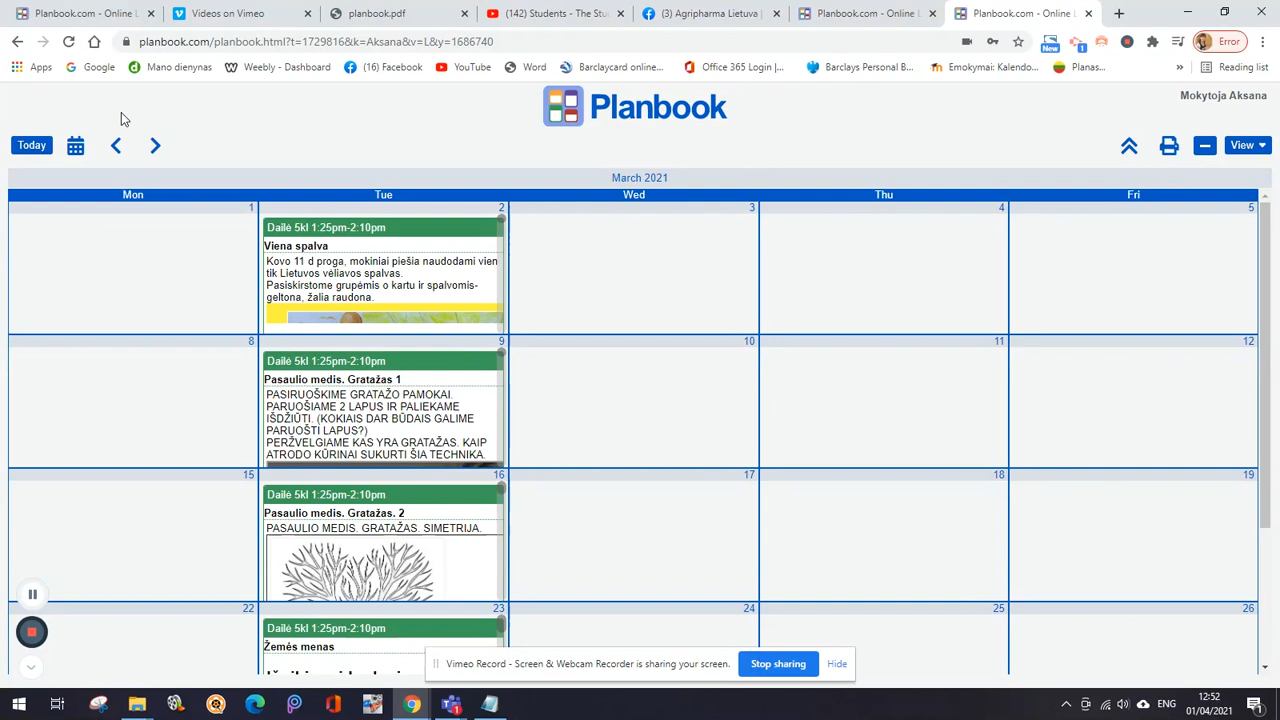 Planbook.com - Online L
Videos on Vimeo
planbook.pdf
(142) Students - The Stu
(3) Agripharma Lietuva |
Planbook.com - Online L
Planbook.com - Online L
planbook.com/planbook.html?t=1729816&k=Aksana&v=L&y=1686740
New
1
Error
Apps
Google
Mano dienynas
Weebly - Dashboard
(16) Facebook
YouTube
Word
Barclaycard online...
Office 365 Login |...
Barclays Personal B...
Emokymai: Kalendo...
Planas...
»
Reading list
Planbook
Mokytoja Aksana
Today
View
March 2021
Mon
Tue
Wed
Thu
Fri
1
2
3
4
5
Dailė 5kl 1:25pm-2:10pm
Viena spalva
Kovo 11 d proga, mokiniai piešia naudodami vien
tik Lietuvos vėliavos spalvas.
Pasiskirstome grupėmis o kartu ir spalvomis-
geltona, žalia raudona.
8
9
10
11
12
Dailė 5kl 1:25pm-2:10pm
Pasaulio medis. Gratažas 1
PASIRUOŠKIME GRATAŽO PAMOKAI.
PARUOŠIAME 2 LAPUS IR PALIEKAME
IŠDŽIŪTI. (KOKIAIS DAR BŪDAIS GALIME
PARUOŠTI LAPUS?)
PERŽVELGIAME KAS YRA GRATAŽAS. KAIP
ATRODO KŪRINAI SUKURTI ŠIA TECHNIKA.
15
16
17
18
19
Dailė 5kl 1:25pm-2:10pm
Pasaulio medis. Gratažas. 2
PASAULIO MEDIS. GRATAŽAS. SIMETRIJA.
22
23
24
25
26
Dailė 5kl 1:25pm-2:10pm
Žemės menas
Vimeo Record - Screen & Webcam Recorder is sharing your screen.
Stop sharing
Hide
ENG
12:52
01/04/2021
1